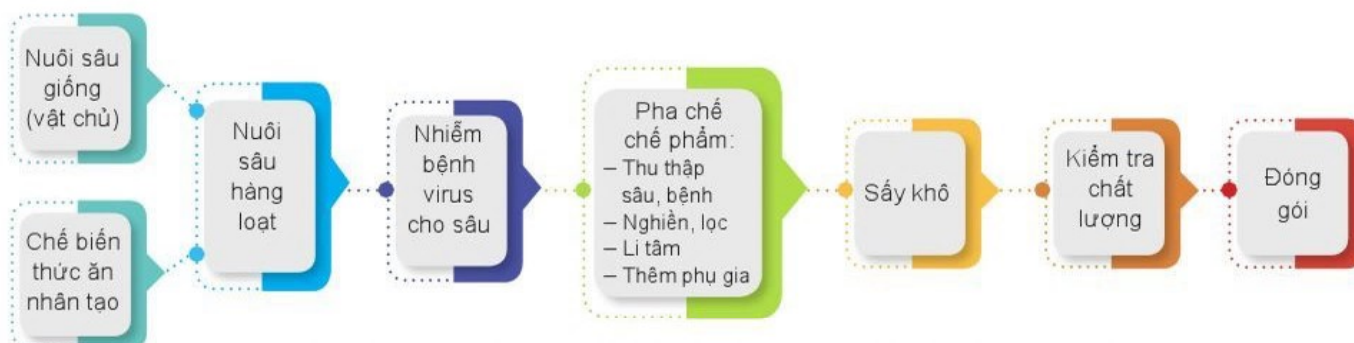 Nuôi sâu
giống
(vật chủ)
Chế biến
thức ăn
nhân tạo
Nuôi
sâu
hàng
loạt
Nhiễm
bệnh
virus
cho sâu
Pha chế
chế phẩm:
– Thu thập
sâu, bệnh
– Nghiền, lọc
– Li tâm
– Thêm phụ gia
Sấy khô
Kiểm tra
chất
lượng
Đóng
gói